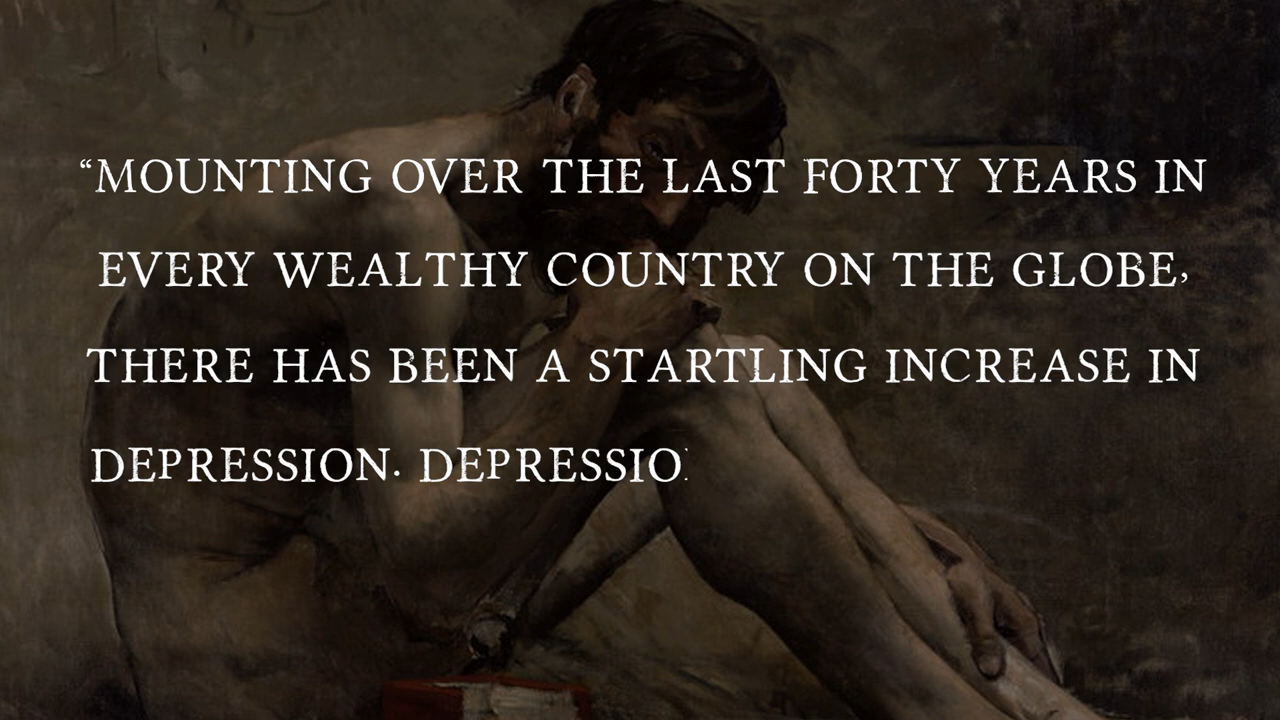 “MOUNTING OVER THE LAST FORTY YEARS IN
EVERY WEALTHY COUNTRY ON THE GLOBE,
THERE HAS BEEN A STARTLING INCREASE IN
DEPRESSION. DEPRESSIO